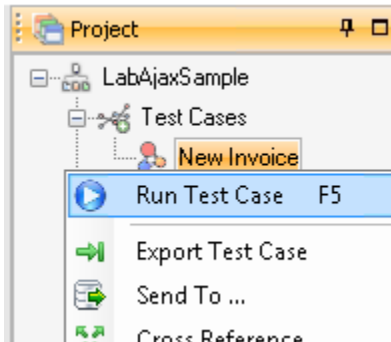 Project
LabAjaxSample
Test Cases
New Invoice
Run Test Case F5
Export Test Case
Send To ...
Cross Reference